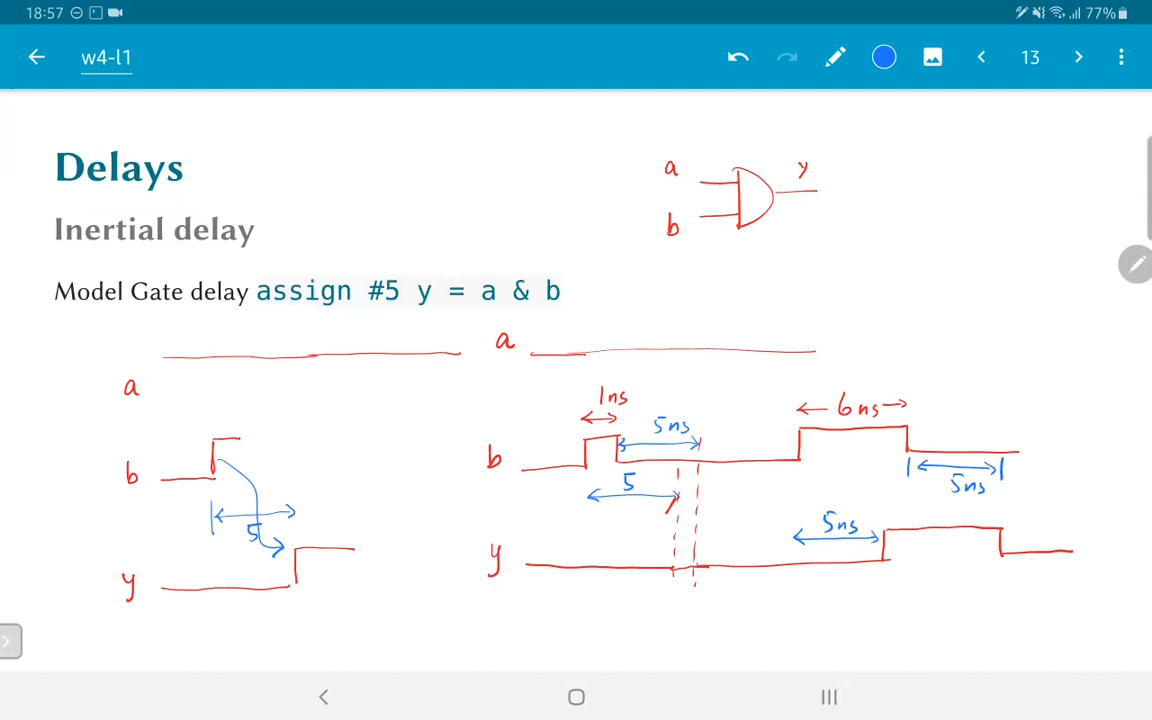 18:57 77%
w4-l1 13
Delays
Inertial delay
Model Gate delay assign #5 y = a & b
a
b
y
a
b
5
y
a
1ns
5ns
6ns
b
5
5ns
5ns
y